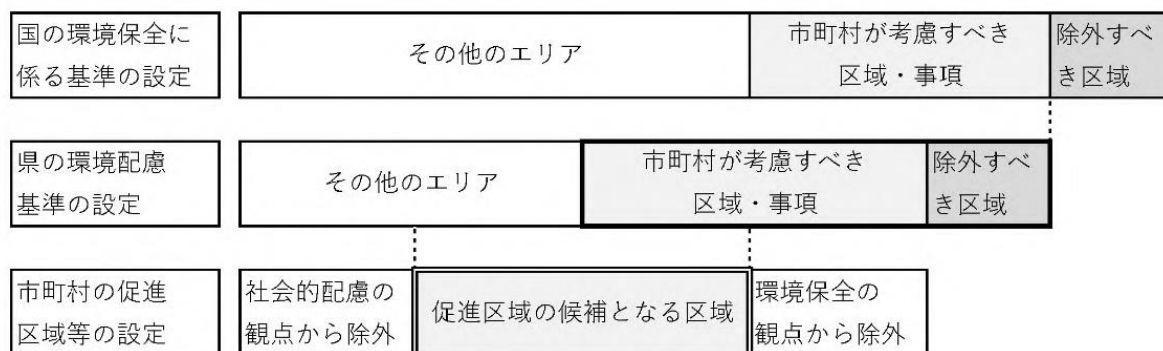 国の環境保全に
係る基準の設定
その他のエリア
市町村が考慮すべき
区域・事項
除外すべ
き区域
県の環境配慮
基準の設定
その他のエリア
市町村が考慮すべき
区域・事項
除外すべ
き区域
市町村の促進
区域等の設定
社会的配慮の
観点から除外
促進区域の候補となる区域
環境保全の
観点から除外